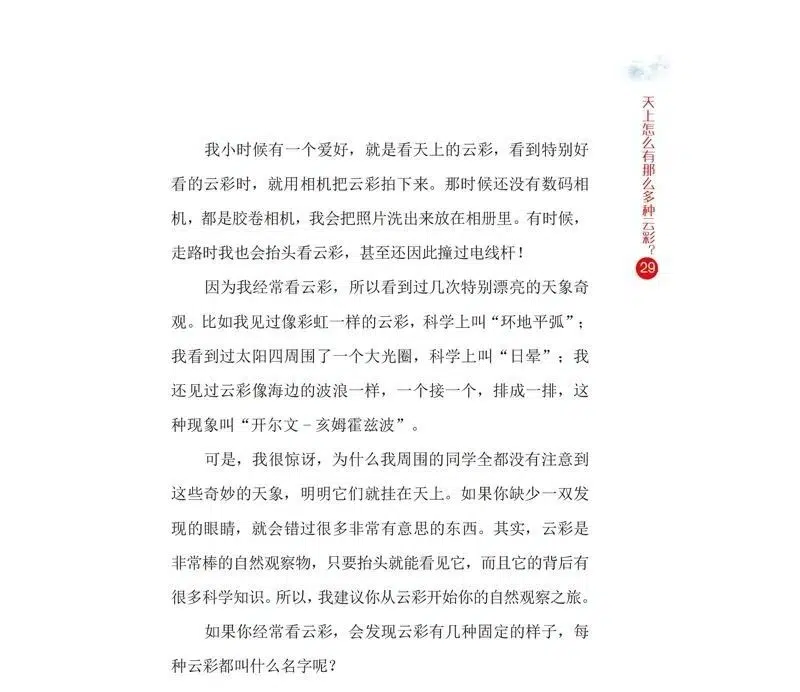 天上怎么有那么多种云彩？
29
我小时候有一个爱好，就是看天上的云彩，看到特别好
看的云彩时，就用相机把云彩拍下来。那时候还没有数码相
机，都是胶卷相机，我会把照片洗出来放在相册里。有时候，
走路时我也会抬头看云彩，甚至还因此撞过电线杆！
因为我经常看云彩，所以看到过几次特别漂亮的天象奇
观。比如我见过像彩虹一样的云彩，科学上叫“环地平弧”；
我看到过太阳四周围了一个大光圈，科学上叫“日晕”；我
还见过云彩像海边的波浪一样，一个接一个，排成一排，这
种现象叫“开尔文－亥姆霍兹波”。
可是，我很惊讶，为什么我周围的同学全都没有注意到
这些奇妙的天象，明明它们就挂在天上。如果你缺少一双发
现的眼睛，就会错过很多非常有意思的东西。其实，云彩是
非常棒的自然观察物，只要抬头就能看见它，而且它的背后有
很多科学知识。所以，我建议你从云彩开始你的自然观察之旅。
如果你经常看云彩，会发现云彩有几种固定的样子，每
种云彩都叫什么名字呢？